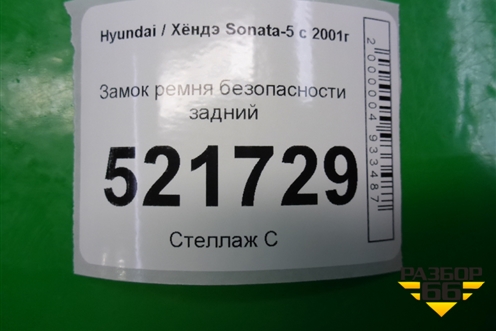 Hyundai / Хёндэ Sonata-5 с 2001г
Замок ремня безопасности
задний
521729
Стеллаж С
2000004933487
РАЗБОР
66